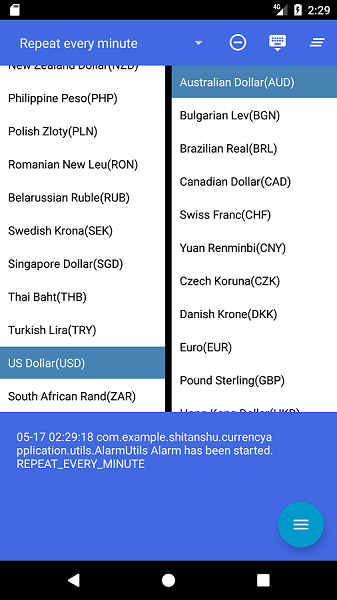 4G 2:29
Repeat every minute
New Zealand Dollar(NZD)
Philippine Peso(PHP)
Polish Zloty(PLN)
Romanian New Leu(RON)
Belarussian Ruble(RUB)
Swedish Krona(SEK)
Singapore Dollar(SGD)
Thai Baht(THB)
Turkish Lira(TRY)
US Dollar(USD)
South African Rand(ZAR)
Australian Dollar(AUD)
Bulgarian Lev(BGN)
Brazilian Real(BRL)
Canadian Dollar(CAD)
Swiss Franc(CHF)
Yuan Renminbi(CNY)
Czech Koruna(CZK)
Danish Krone(DKK)
Euro(EUR)
Pound Sterling(GBP)
Hong Kong Dollar(HKD)
05-17 02:29:18 com.example.shitanshu.currencya
pplication.utils.AlarmUtils Alarm has been started.
REPEAT_EVERY_MINUTE